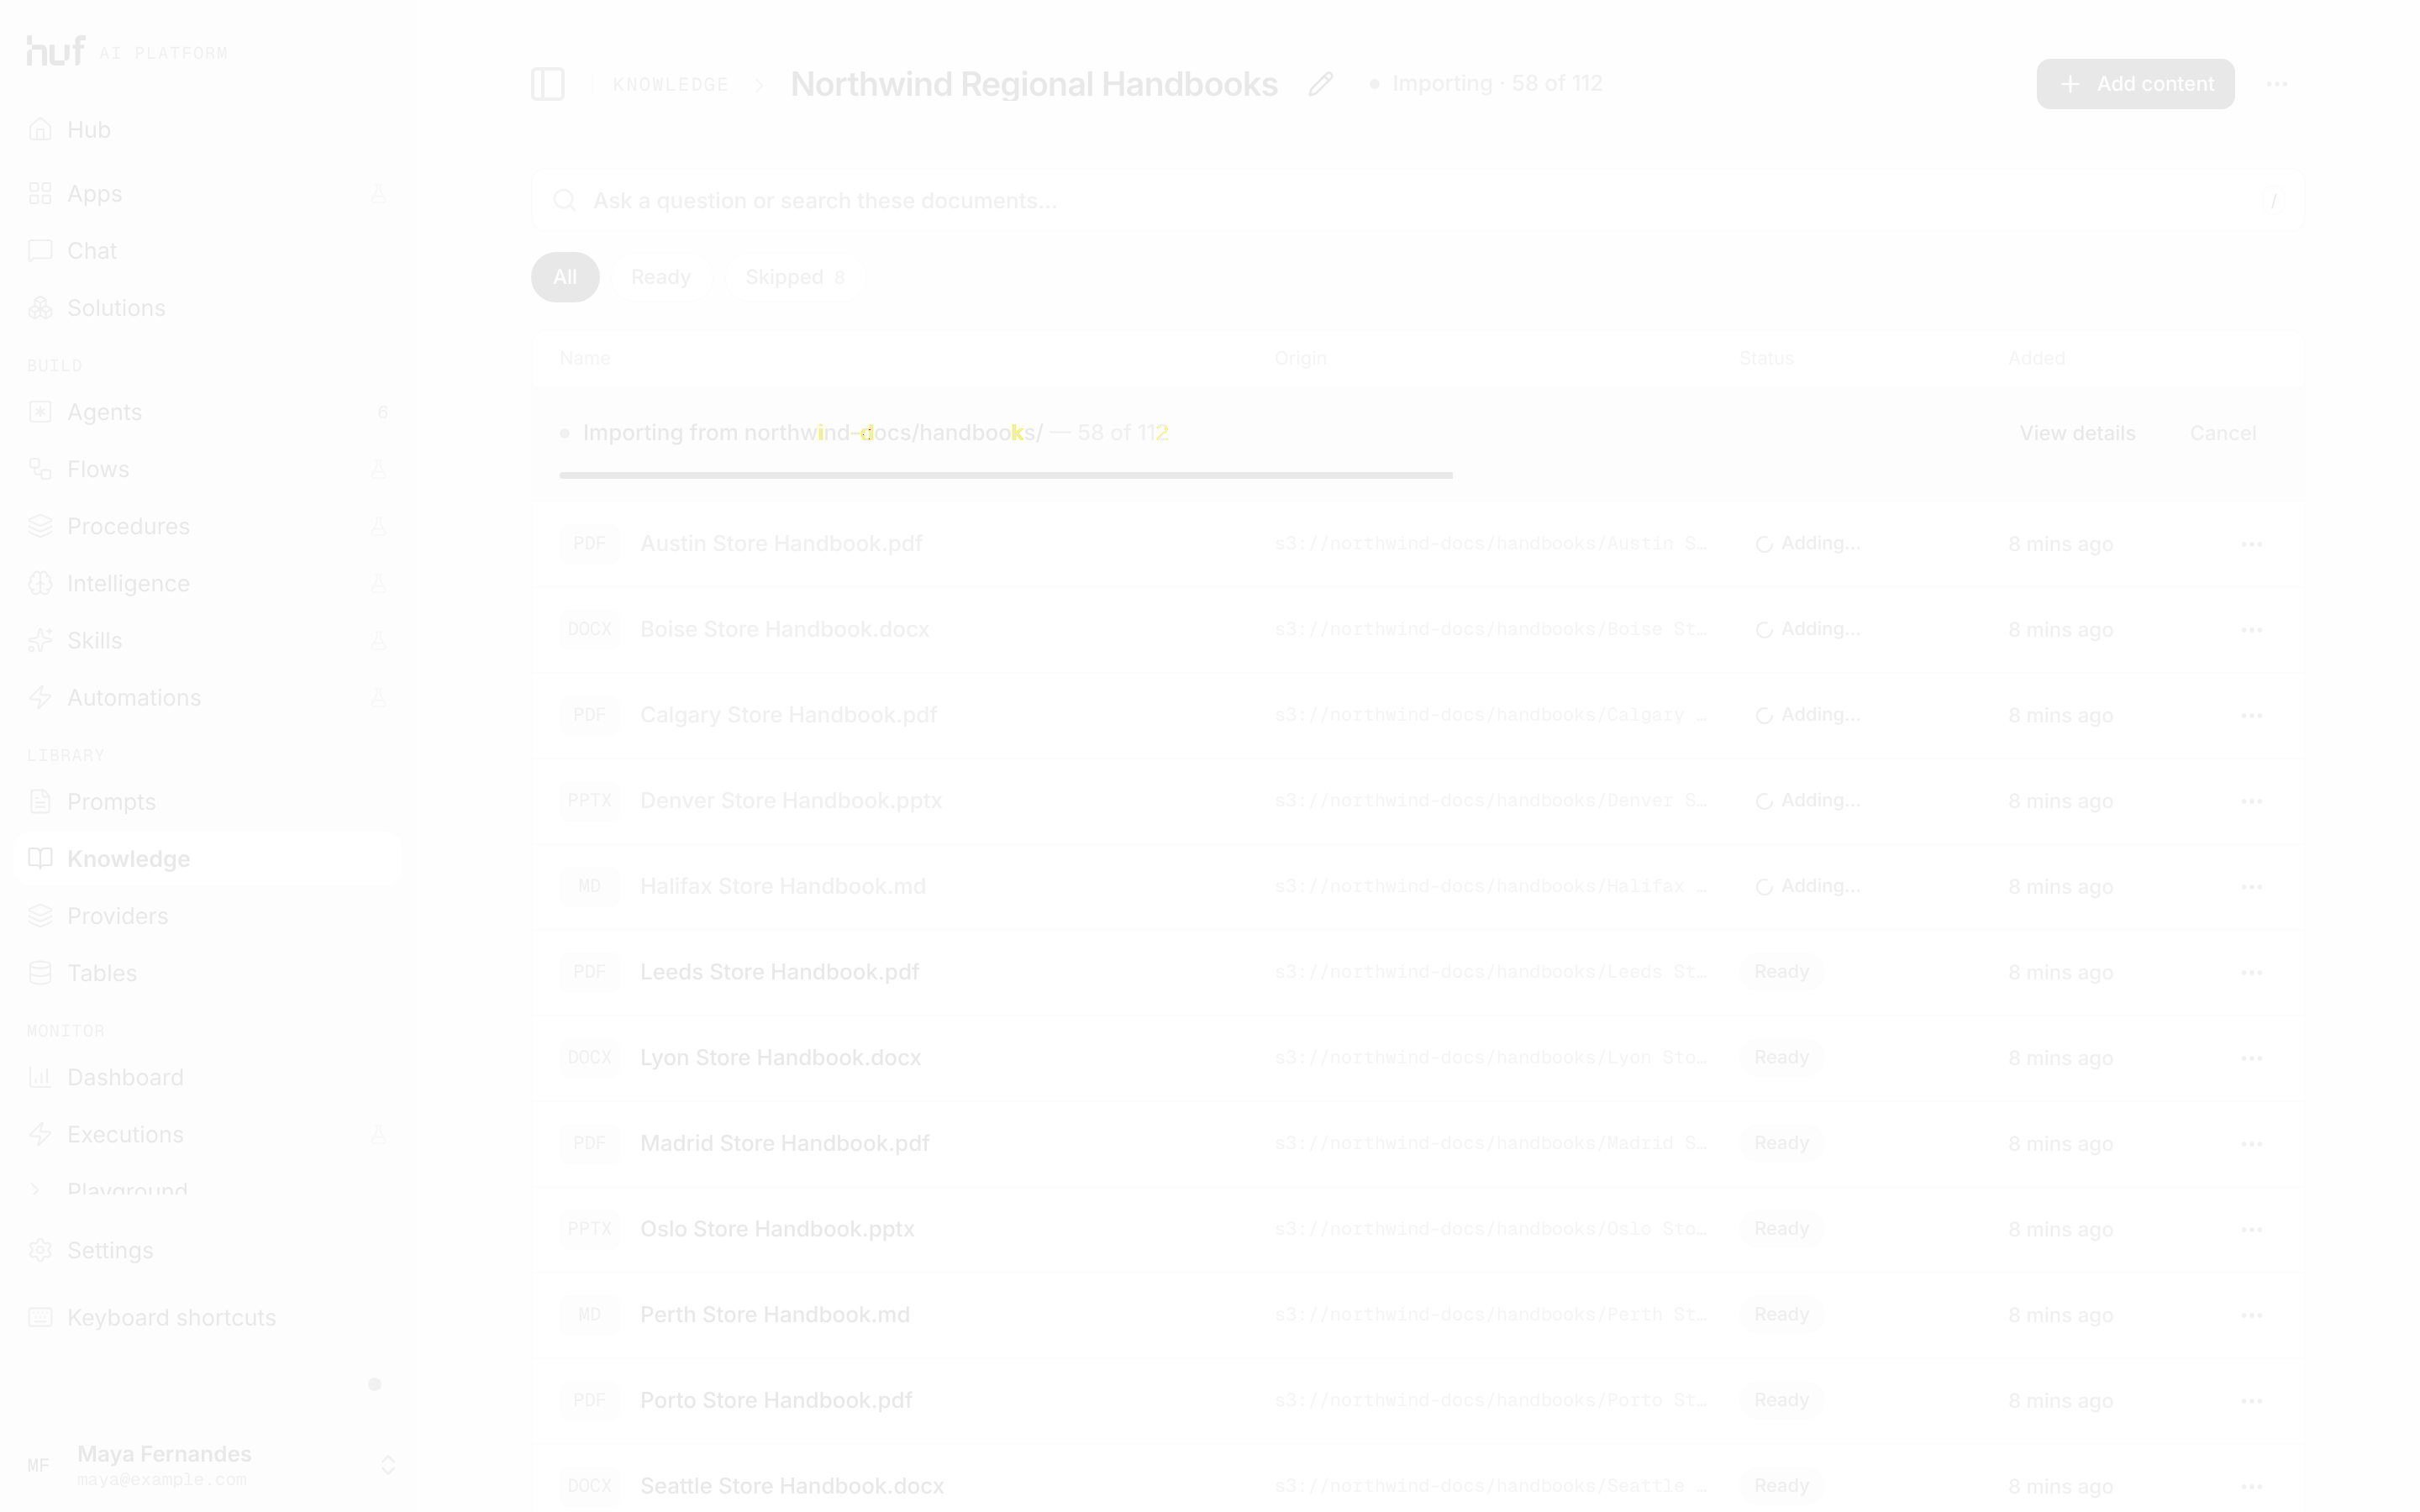 huf AI PLATFORM
Hub
Apps
Chat
Solutions
BUILD
Agents 6
Flows
Procedures
Intelligence
Skills
Automations
LIBRARY
Prompts
Knowledge
Providers
Tables
MONITOR
Dashboard
Executions
Playground
Settings
Keyboard shortcuts
MF Maya Fernandes
maya@example.com
KNOWLEDGE Northwind Regional Handbooks Importing · 58 of 112 Add content
Ask a question or search these documents... /
All Ready Skipped 8
Name Origin Status Added
Importing from northwind-docs/handbooks/ — 58 of 112 View details Cancel
PDF Austin Store Handbook.pdf s3://northwind-docs/handbooks/Austin S… Adding... 8 mins ago
DOCX Boise Store Handbook.docx s3://northwind-docs/handbooks/Boise St… Adding... 8 mins ago
PDF Calgary Store Handbook.pdf s3://northwind-docs/handbooks/Calgary … Adding... 8 mins ago
PPTX Denver Store Handbook.pptx s3://northwind-docs/handbooks/Denver S… Adding... 8 mins ago
MD Halifax Store Handbook.md s3://northwind-docs/handbooks/Halifax … Adding... 8 mins ago
PDF Leeds Store Handbook.pdf s3://northwind-docs/handbooks/Leeds St… Ready 8 mins ago
DOCX Lyon Store Handbook.docx s3://northwind-docs/handbooks/Lyon Sto… Ready 8 mins ago
PDF Madrid Store Handbook.pdf s3://northwind-docs/handbooks/Madrid S… Ready 8 mins ago
PPTX Oslo Store Handbook.pptx s3://northwind-docs/handbooks/Oslo Sto… Ready 8 mins ago
MD Perth Store Handbook.md s3://northwind-docs/handbooks/Perth St… Ready 8 mins ago
PDF Porto Store Handbook.pdf s3://northwind-docs/handbooks/Porto St… Ready 8 mins ago
DOCX Seattle Store Handbook.docx s3://northwind-docs/handbooks/Seattle … Ready 8 mins ago